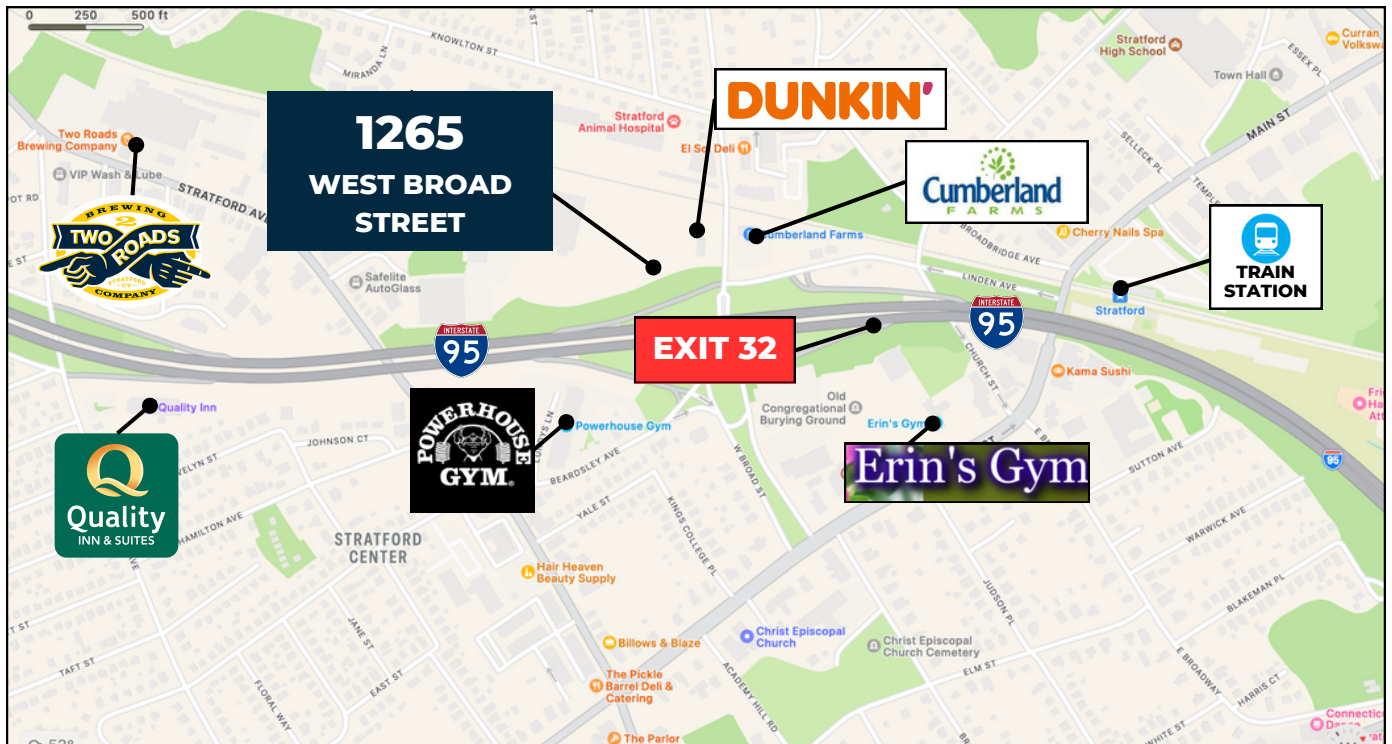 0 250 500 ft
KNOWLTON ST
MIRANDA LN
Stratford
High School
Curran
ESSEX PL
Town Hall
MAIN ST
1265
WEST BROAD
STREET
Stratford
Animal Hospital
El Sol Deli
DUNKIN'
Cumberland
FARMS
Cumberland Farms
SELLECK PL
Two Roads
Brewing Company
VIP Wash & Lube
STRATFORD AV
BREWING
2
TWO ROADS
STRATFORD
CT
COMPANY
Safelite
AutoGlass
BROADBRIDGE AVE
Cherry Nails Spa
LINDEN AVE
TRAIN
STATION
Stratford
INTERSTATE
95
INTERSTATE
95
EXIT 32
CHURCH ST
Kama Sushi
Quality Inn
Q
Quality
INN & SUITES
JOHNSON CT
HAMILTON AVE
POWERHOUSE
GYM®
Powerhouse Gym
BEARDSLEY AVE
YALE ST
KINGS COLLEGE PL
W BROAD ST
Old
Congregational
Burying Ground
Erin's Gym
Erin's Gym
SUTTON AVE
95
WARWICK AVE
BLAKEMAN PL
STRATFORD
CENTER
Hair Heaven
Beauty Supply
JUDSON PL
JANE ST
EAST ST
TAFT ST
FLORAL WAY
Billows & Blaze
Christ Episcopal
Church
Christ Episcopal
Church Cemetery
ELM ST
E BROADWAY
HARRIS CT
The Pickle
Barrel Deli &
Catering
ACADEMY HILL RD
The Parlor
WHITE ST